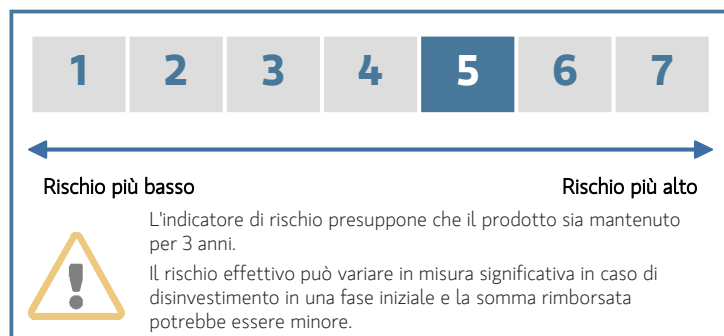 1 2 3 4 5 6 7
Rischio più basso Rischio più alto
L'indicatore di rischio presuppone che il prodotto sia mantenuto
per 3 anni.
Il rischio effettivo può variare in misura significativa in caso di
disinvestimento in una fase iniziale e la somma rimborsata
potrebbe essere minore.